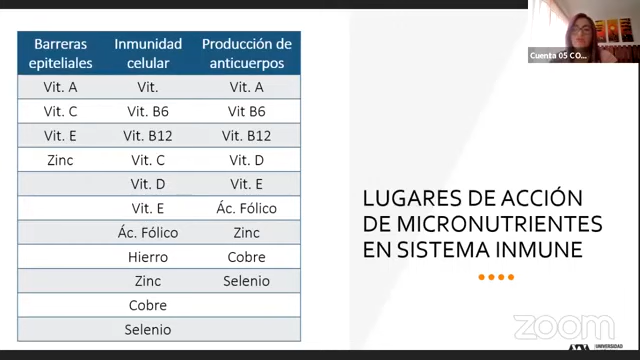 Barreras epiteliales Inmunidad celular Producción de anticuerpos
Vit. A Vit. Vit. A
Vit. C Vit. B6 Vit B6
Vit. E Vit. B12 Vit. B12
Zinc Vit. C Vit. D
Vit. D Vit. E
Vit. E Ác. Fólico
Ác. Fólico Zinc
Hierro Cobre
Zinc Selenio
Cobre
Selenio
LUGARES DE ACCIÓN
DE MICRONUTRIENTES
EN SISTEMA INMUNE
Cuenta 05 CO...
zoom
UNIVERSIDAD